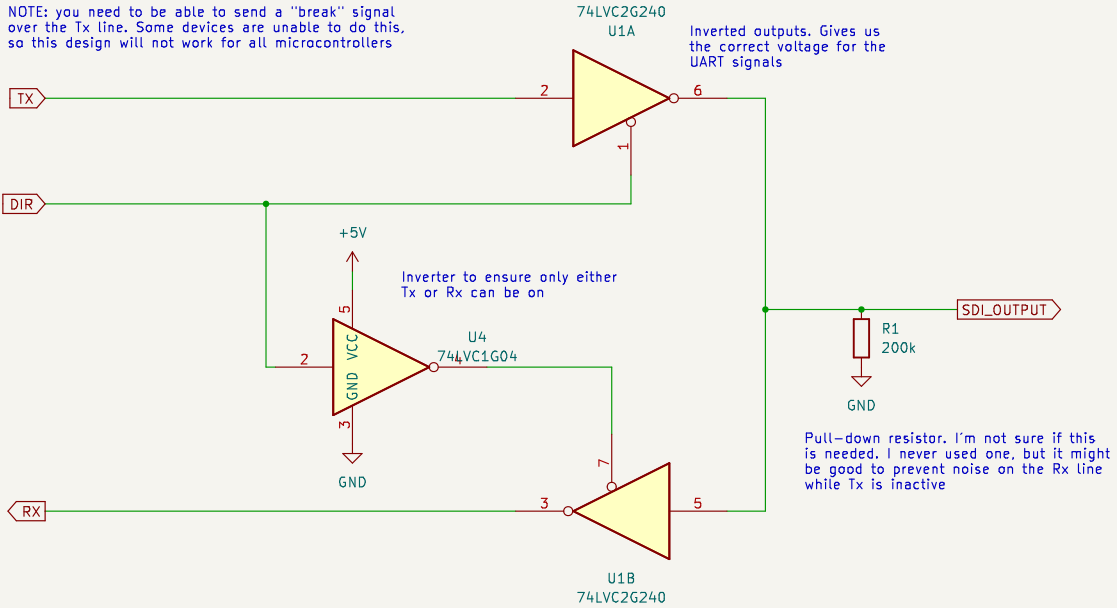 NOTE: you need to be able to send a "break" signal
over the Tx line. Some devices are unable to do this,
so this design will not work for all microcontrollers
74LVC2G240
U1A
Inverted outputs. Gives us
the correct voltage for the
UART signals
TX
2
6
1
DIR
+5V
Inverter to ensure only either
Tx or Rx can be on
5
VCC
GND
2
U4
74LVC1G04
4
3
GND
SDI_OUTPUT
R1
200k
GND
Pull-down resistor. I'm not sure if this
is needed. I never used one, but it might
be good to prevent noise on the Rx line
while Tx is inactive
7
RX
3
5
U1B
74LVC2G240